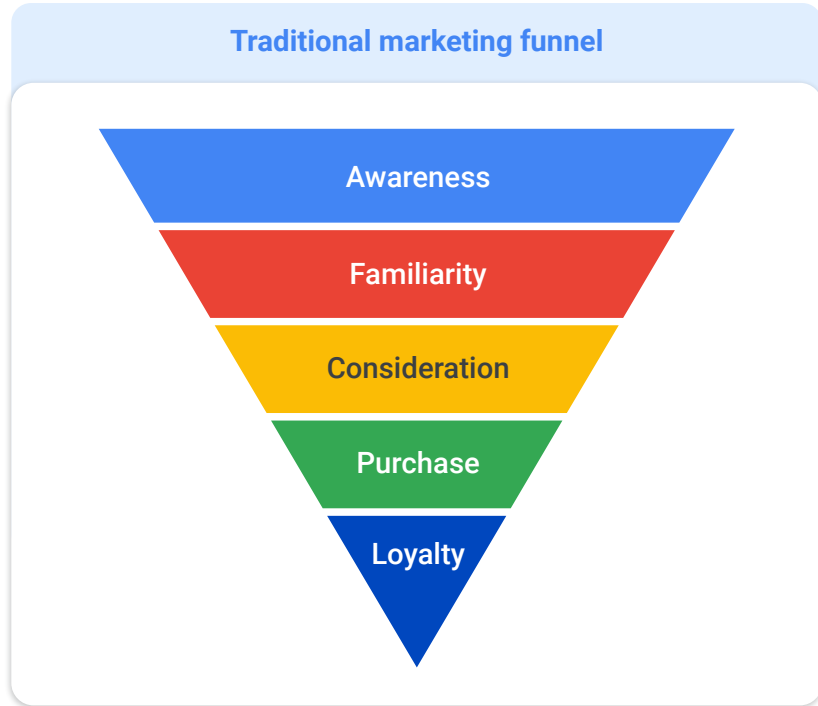 Traditional marketing funnel
Awareness
Familiarity
Consideration
Purchase
Loyalty